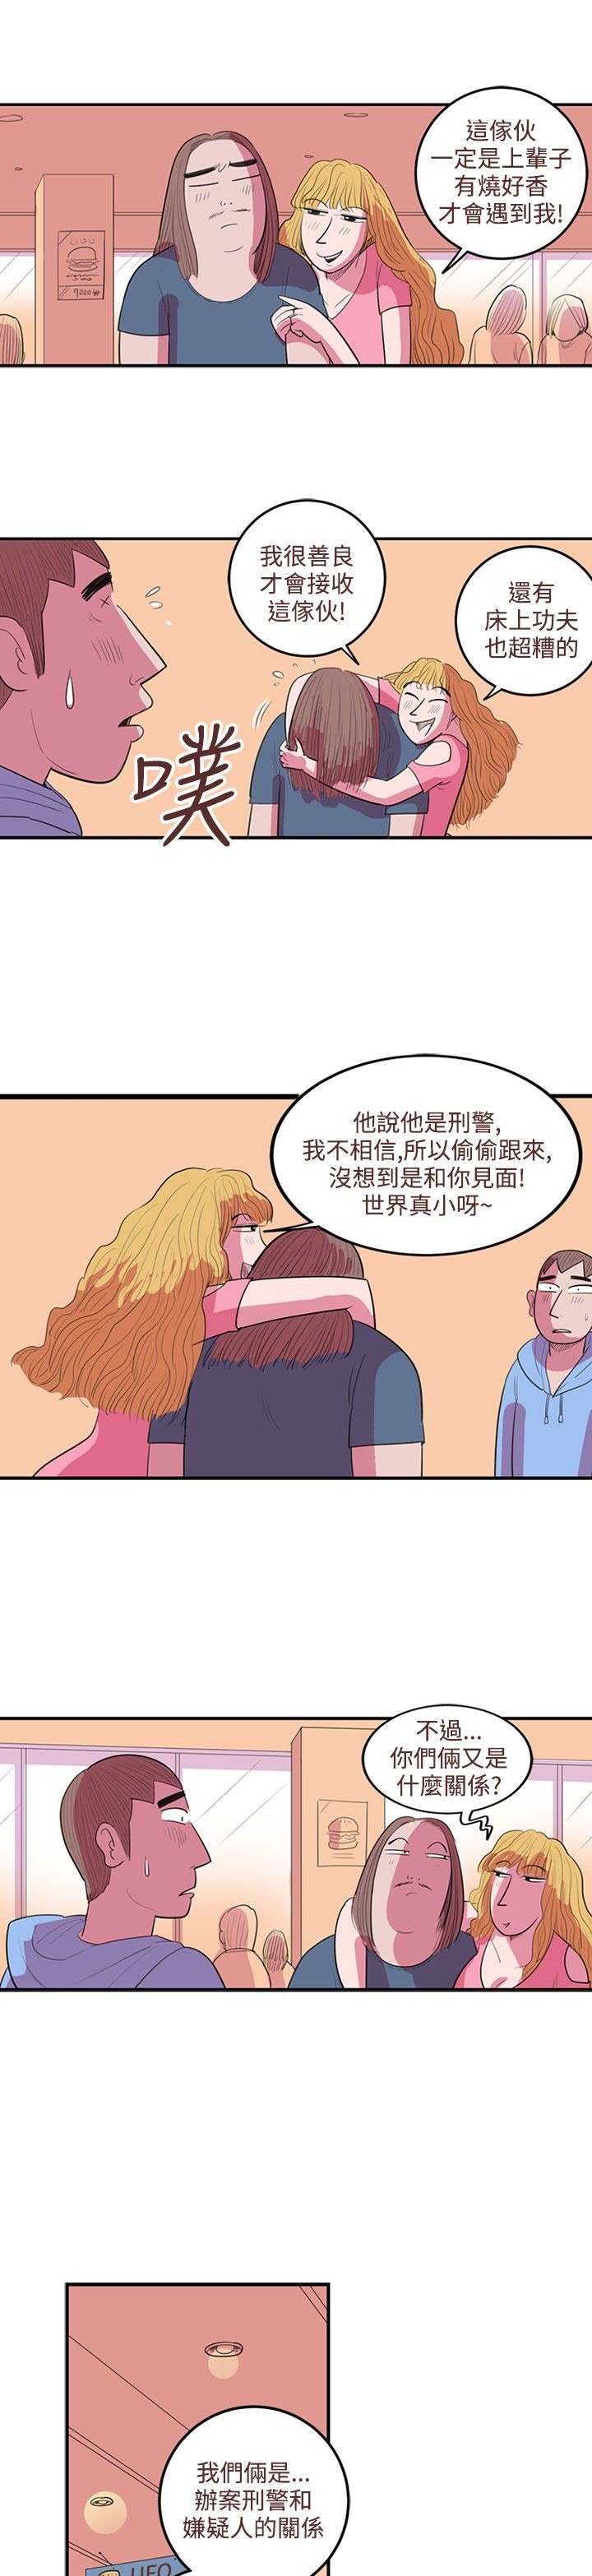 這傢伙
一定是上輩子
有燒好香
才會遇到我!
7000₩
我很善良
才會接收
這傢伙!
還有
床上功夫
也超糟的
噗
他說他是刑警,
我不相信,所以偷偷跟來,
沒想到是和你見面!
世界真小呀~
不過...
你們倆又是
什麼關係?
我們倆是...
辦案刑警和
嫌疑人的關係
UFO